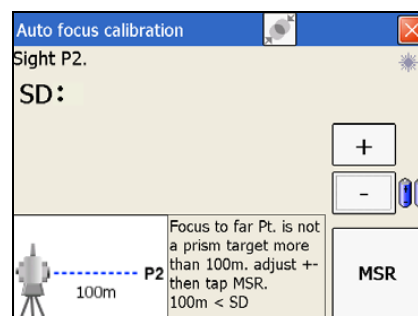 Auto focus calibration
Sight P2.
SD:
+
-
P2
100m
Focus to far Pt. is not
a prism target more
than 100m. adjust +-
then tap MSR.
100m < SD
MSR